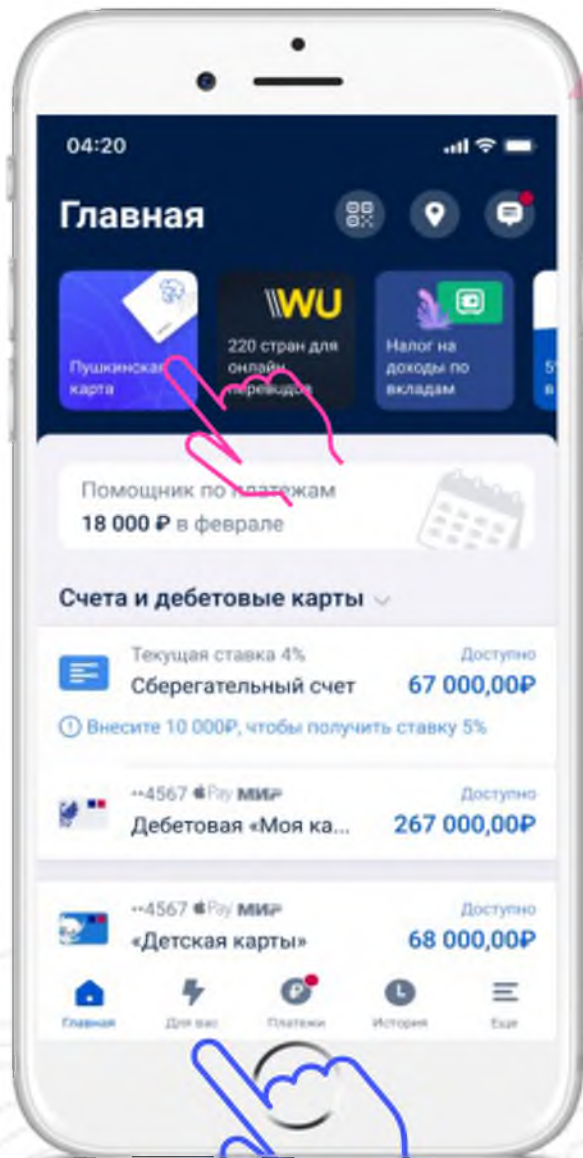 04:20
Главная
Пушкинская
карта
WU
220 стран для
онлайн-
переводов
Налог на
доходы по
вкладам
5
в
Помощник по платежам
18 000 ₽ в феврале
Счета и дебетовые карты
Текущая ставка 4%
Доступно
Сберегательный счет
67 000,00₽
Внесите 10 000₽, чтобы получить ставку 5%
··4567 Pay МИР
Доступно
Дебетовая «Моя ка...
267 000,00₽
··4567 Pay МИР
Доступно
«Детская карты»
68 000,00₽
Главная
Для вас
Платежи
История
Еще